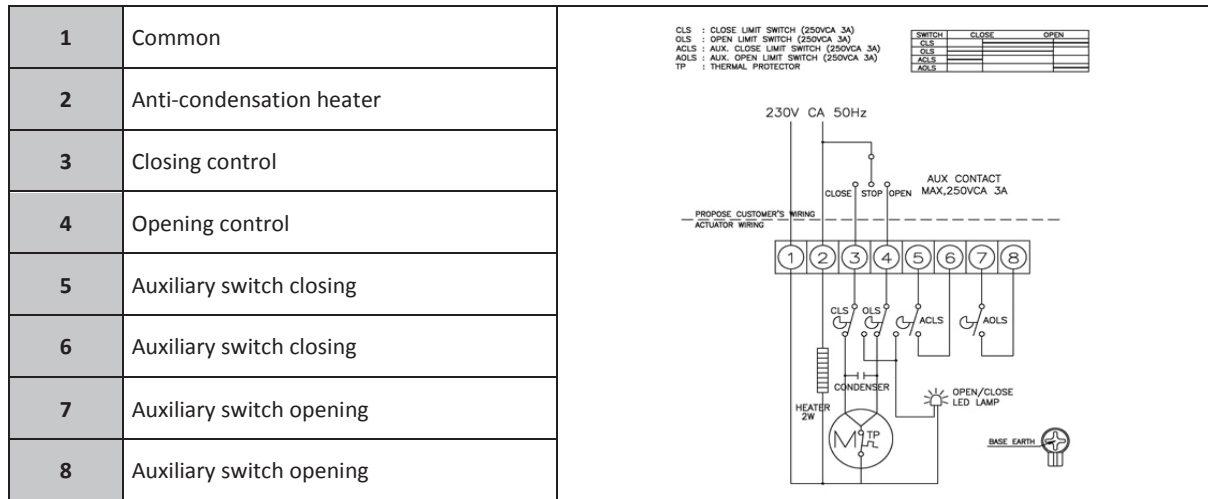 1 Common
2 Anti-condensation heater
3 Closing control
4 Opening control
5 Auxiliary switch closing
6 Auxiliary switch closing
7 Auxiliary switch opening
8 Auxiliary switch opening
CLS : CLOSE LIMIT SWITCH (250VCA 3A)
OLS : OPEN LIMIT SWITCH (250VCA 3A)
ACLS : AUX. CLOSE LIMIT SWITCH (250VCA 3A)
AOLS : AUX. OPEN LIMIT SWITCH (250VCA 3A)
TP : THERMAL PROTECTOR
SWITCH CLOSE OPEN
CLS
OLS
ACLS
AOLS
230V CA 50Hz
AUX CONTACT
MAX,250VCA 3A
CLOSE STOP OPEN
PROPOSE CUSTOMER'S WIRING
ACTUATOR WIRING
1 2 3 4 5 6 7 8
CLS OLS ACLS AOLS
CONDENSER
OPEN/CLOSE
LED LAMP
HEATER
2W
M TP
BASE EARTH